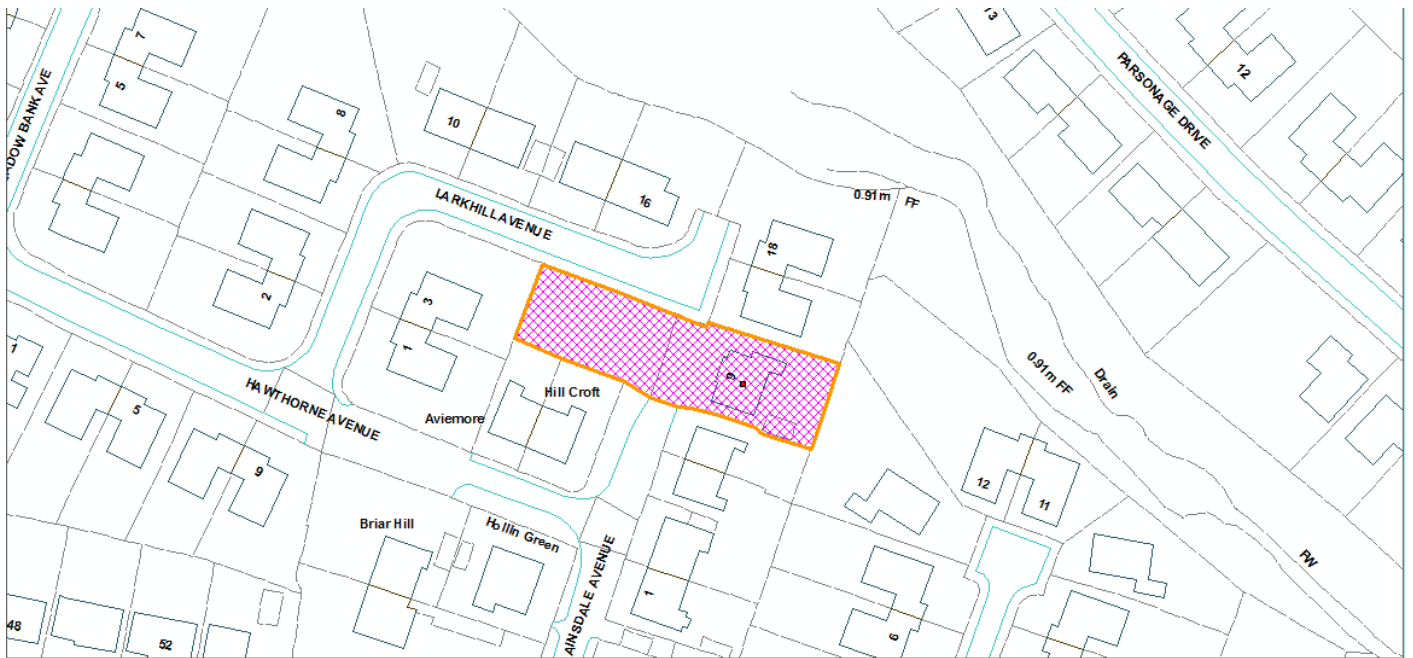 7
73
PARSONAGE DRIVE
12
5
8
10
ADOW BANK AVE
LARKHILL AVENUE
16
0.91m FF
18
2
3
1
9
0.91m FF
Drain
1
5
HAWTHORNE AVENUE
Aviemore
Hill Croft
9
12
11
Briar Hill
Hollin Green
AINSDALE AVENUE
1
FW
6
48
52